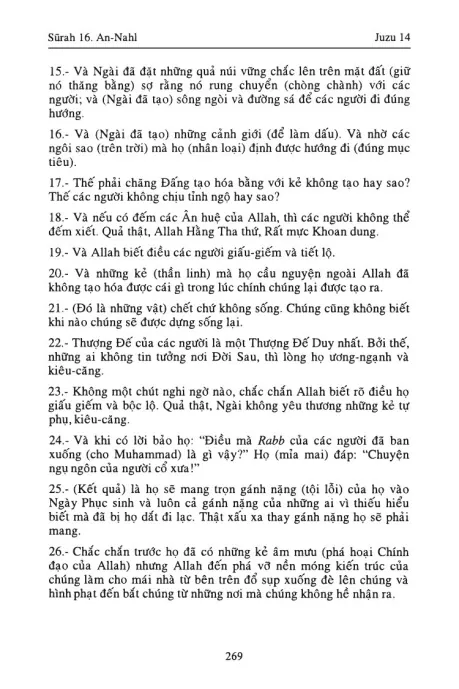 Sūrah 16. An-Nahl Juzu 14
15.- Và Ngài đã đặt những quả núi vững chắc lên trên mặt đất (giữ
nó thăng bằng) sợ rằng nó rung chuyển (chòng chành) với các
người; và (Ngài đã tạo) sông ngòi và đường sá để các người đi đúng
hướng.
16.- Và (Ngài đã tạo) những cảnh giới (để làm dấu). Và nhờ các
ngôi sao (trên trời) mà họ (nhân loại) định được hướng đi (đúng mục
tiêu).
17.- Thế phải chăng Đấng tạo hóa bằng với kẻ không tạo hay sao?
Thế các người không chịu tỉnh ngộ hay sao?
18.- Và nếu có đếm các Ân huệ của Allah, thì các người không thể
đếm xiết. Quả thật, Allah Hằng Tha thứ, Rất mực Khoan dung.
19.- Và Allah biết điều các người giấu-giếm và tiết lộ.
20.- Và những kẻ (thần linh) mà họ cầu nguyện ngoài Allah đã
không tạo hóa được cái gì trong lúc chính chúng lại được tạo ra.
21.- (Đó là những vật) chết chứ không sống. Chúng cũng không biết
khi nào chúng sẽ được dựng sống lại.
22.- Thượng Đế của các người là một Thượng Đế Duy nhất. Bởi thế,
những ai không tin tưởng nơi Đời Sau, thì lòng họ ương-ngạnh và
kiêu-căng.
23.- Không một chút nghi ngờ nào, chắc chắn Allah biết rõ điều họ
giấu giếm và bộc lộ. Quả thật, Ngài không yêu thương những kẻ tự
phụ, kiêu-căng.
24.- Và khi có lời bảo họ: “Điều mà Rabb của các người đã ban
xuống (cho Muhammad) là gì vậy?” Họ (mỉa mai) đáp: “Chuyện
ngụ ngôn của người cổ xưa!”
25.- (Kết quả) là họ sẽ mang trọn gánh nặng (tội lỗi) của họ vào
Ngày Phục sinh và luôn cả gánh nặng của những ai vì thiếu hiểu
biết mà đã bị họ dắt đi lạc. Thật xấu xa thay gánh nặng họ sẽ phải
mang.
26.- Chắc chắn trước họ đã có những kẻ âm mưu (phá hoại Chính
đạo của Allah) nhưng Allah đến phá vỡ nền móng kiến trúc của
chúng làm cho mái nhà từ bên trên đổ sụp xuống đè lên chúng và
hình phạt đến bắt chúng từ những nơi mà chúng không hề nhận ra.
269